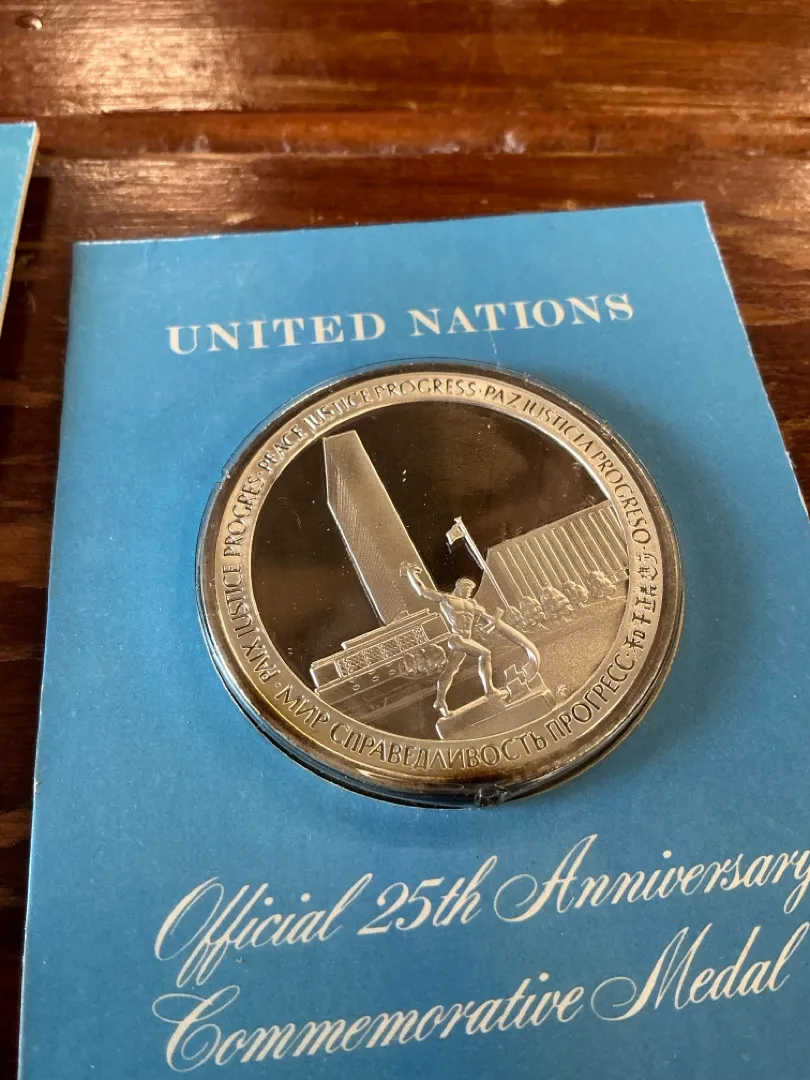 UNITED NATIONS
PEACE JUSTICE PROGRESS · PAZ JUSTICIA PROGRESO ·
· МИР СПРАВЕДЛИВОСТЬ ПРОГРЕСС ·
PAIX JUSTICE PROGRES ·
Official 25th Anniversary
Commemorative Medal